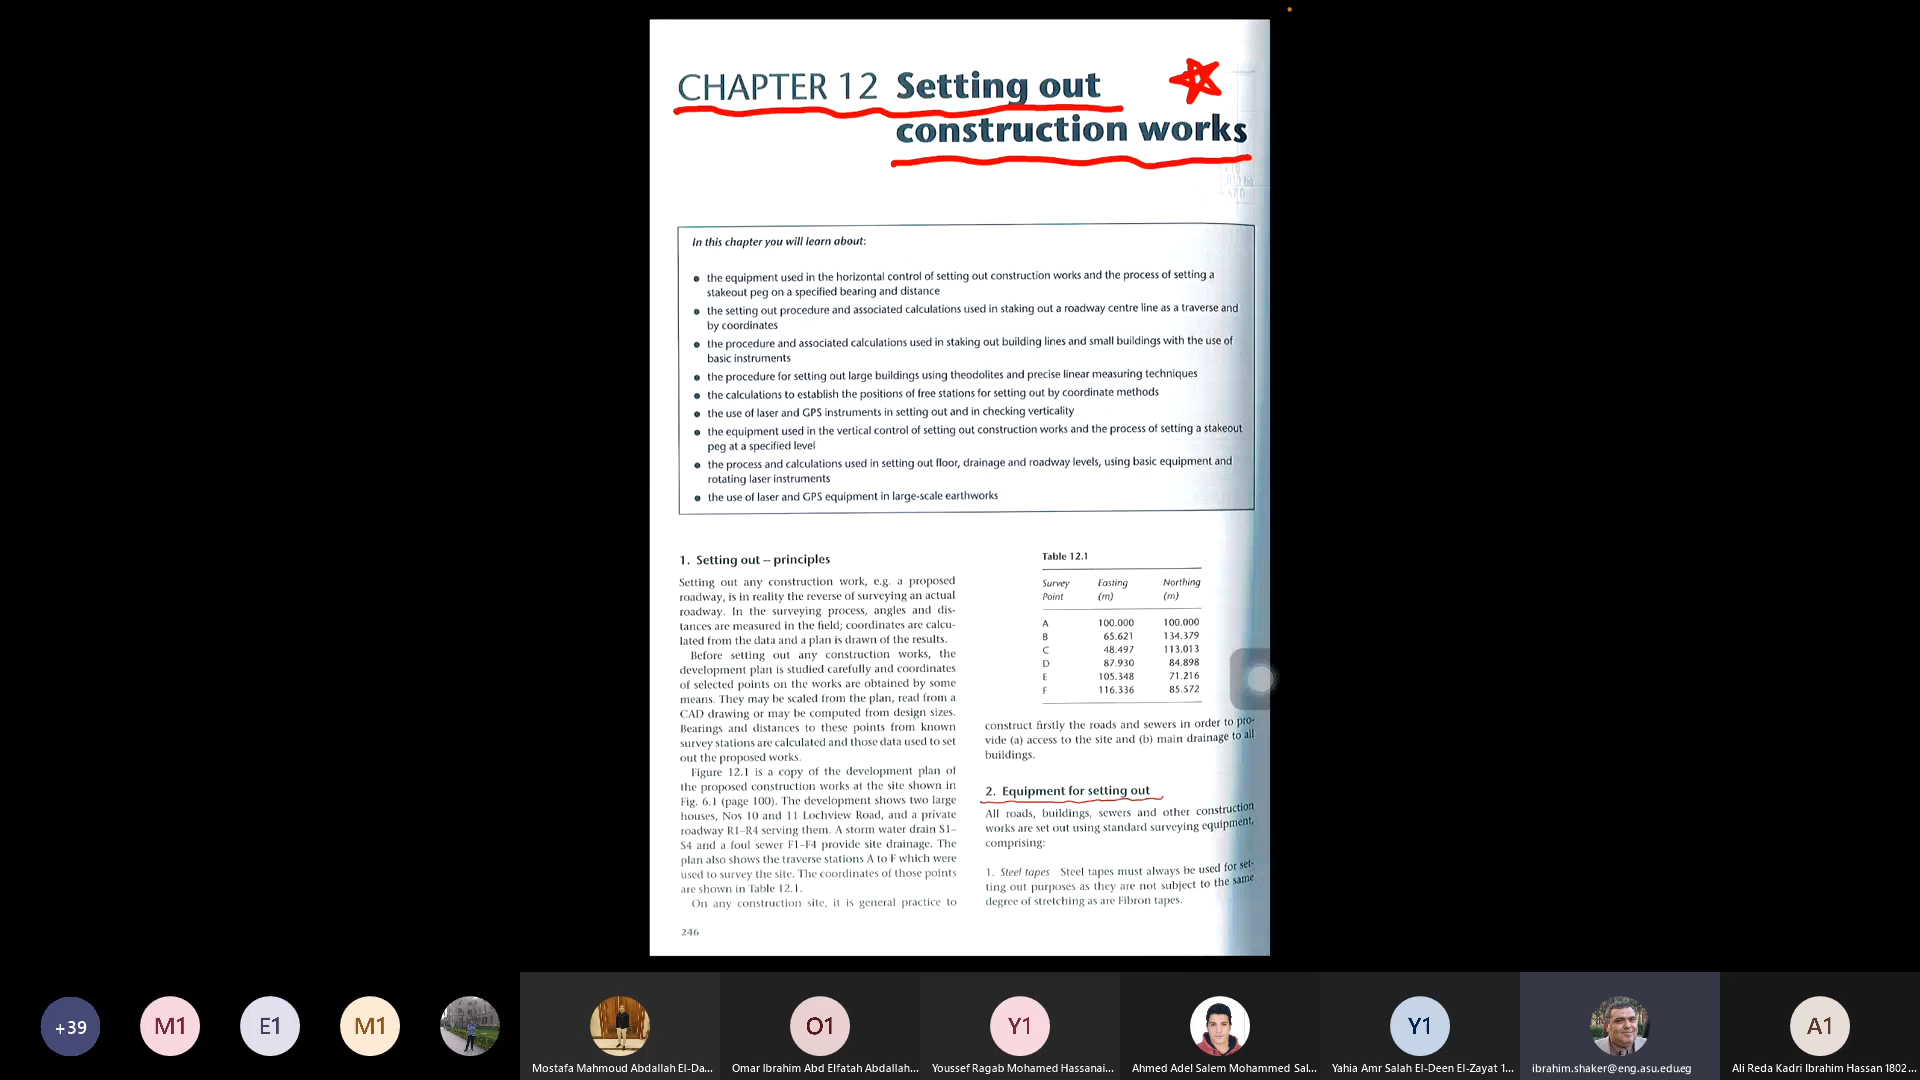 CHAPTER 12 Setting out
construction works
In this chapter you will learn about:
● the equipment used in the horizontal control of setting out construction works and the process of setting a
stakeout peg on a specified bearing and distance
● the setting out procedure and associated calculations used in staking out a roadway centre line as a traverse and
by coordinates
● the procedure and associated calculations used in staking out building lines and small buildings with the use of
basic instruments
● the procedure for setting out large buildings using theodolites and precise linear measuring techniques
● the calculations to establish the positions of free stations for setting out by coordinate methods
● the use of laser and GPS instruments in setting out and in checking verticality
● the equipment used in the vertical control of setting out construction works and the process of setting a stakeout
peg at a specified level
● the process and calculations used in setting out floor, drainage and roadway levels, using basic equipment and
rotating laser instruments
● the use of laser and GPS equipment in large-scale earthworks
1. Setting out – principles
Setting out any construction work, e.g. a proposed
roadway, is in reality the reverse of surveying an actual
roadway. In the surveying process, angles and dis-
tances are measured in the field; coordinates are calcu-
lated from the data and a plan is drawn of the results.
Before setting out any construction works, the
development plan is studied carefully and coordinates
of selected points on the works are obtained by some
means. They may be scaled from the plan, read from a
CAD drawing or may be computed from design sizes.
Bearings and distances to these points from known
survey stations are calculated and those data used to set
out the proposed works.
Figure 12.1 is a copy of the development plan of
the proposed construction works at the site shown in
Fig. 6.1 (page 100). The development shows two large
houses, Nos 10 and 11 Lochview Road, and a private
roadway R1–R4 serving them. A storm water drain S1–
S4 and a foul sewer F1–F4 provide site drainage. The
plan also shows the traverse stations A to F which were
used to survey the site. The coordinates of those points
are shown in Table 12.1.
On any construction site, it is general practice to
246
Table 12.1
Survey Easting Northing
Point (m) (m)
A 100.000 100.000
B 65.621 134.379
C 48.497 113.013
D 87.930 84.898
E 105.348 71.216
F 116.336 85.572
construct firstly the roads and sewers in order to pro-
vide (a) access to the site and (b) main drainage to all
buildings.
2. Equipment for setting out
All roads, buildings, sewers and other construction
works are set out using standard surveying equipment,
comprising:
1. Steel tapes Steel tapes must always be used for set-
ting out purposes as they are not subject to the same
degree of stretching as are Fibron tapes.
+39
M1
E1
M1
O1
Y1
Y1
A1
Mostafa Mahmoud Abdallah El-Da...
Omar Ibrahim Abd Elfatah Abdallah...
Youssef Ragab Mohamed Hassanai...
Ahmed Adel Salem Mohammed Sal...
Yahia Amr Salah El-Deen El-Zayat 1...
ibrahim.shaker@eng.asu.edu.eg
Ali Reda Kadri Ibrahim Hassan 1802...